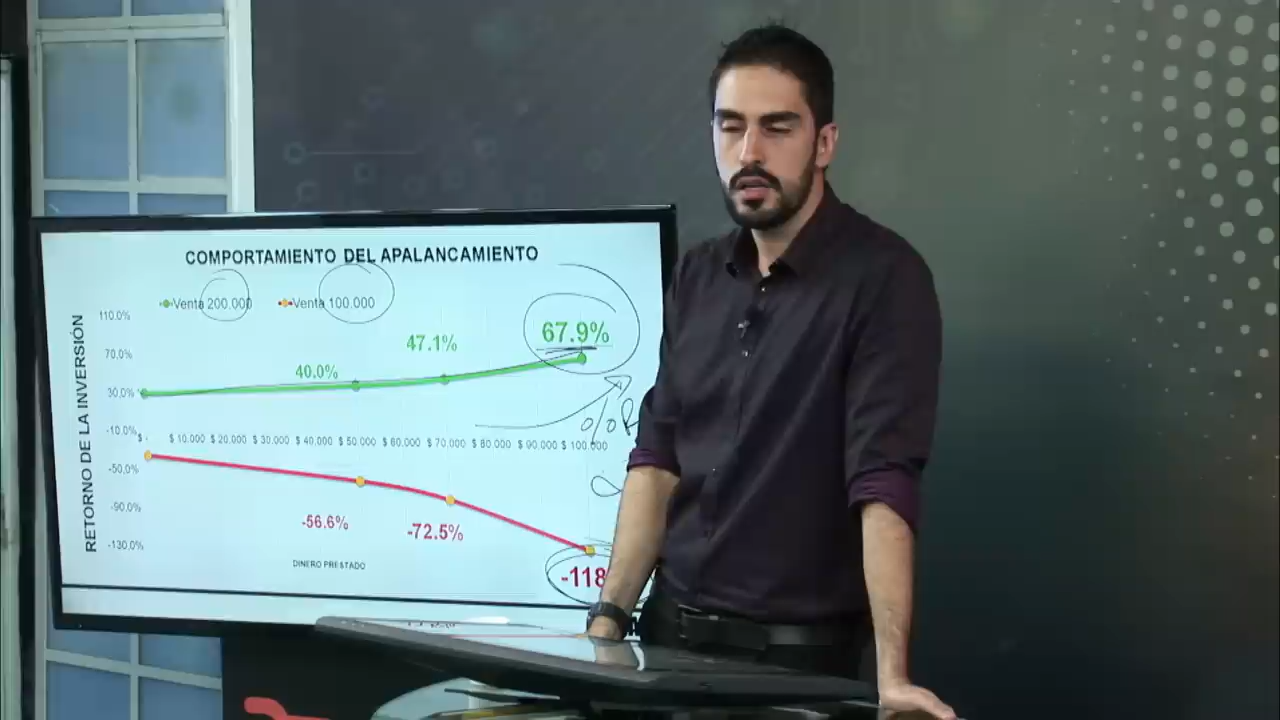 COMPORTAMIENTO DEL APALANCAMIENTO
Venta 200.000 Venta 100.000
RETORNO DE LA INVERSIÓN
110.0%
70.0%
30,0%
-10.0%
-50,0%
-90.0%
-130,0%
40.0%
47.1%
67.9%
$ - $ 10.000 $ 20.000 $ 30.000 $ 40.000 $ 50.000 $ 60.000 $ 70.000 $ 80.000 $ 90.000 $ 100.000
% R
-56.6%
-72.5%
-118
DINERO PRESTADO